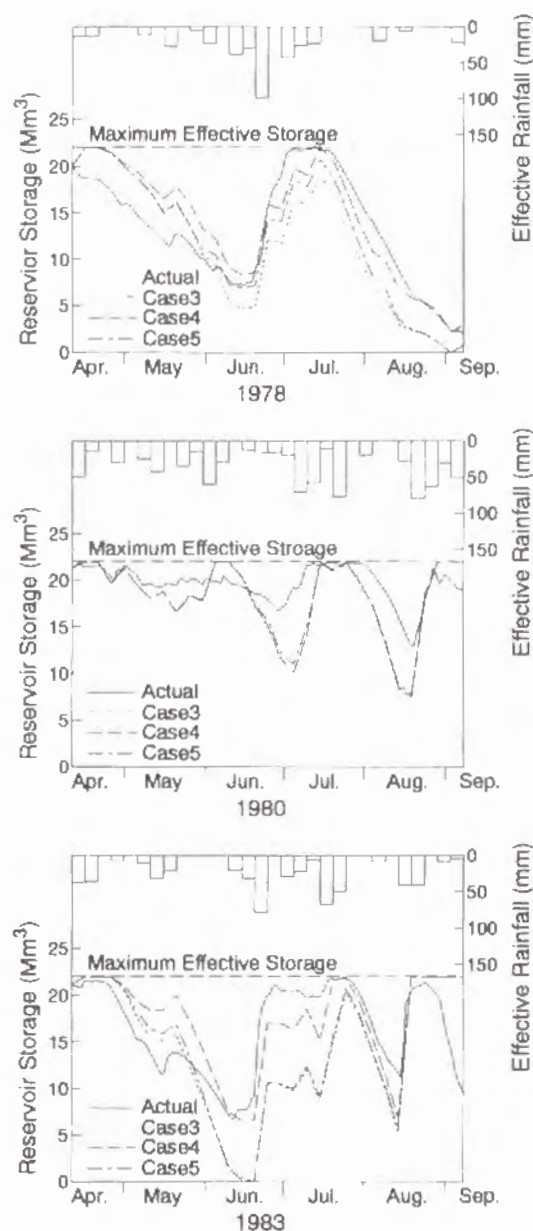 0
50
100
150
Effective Rainfall (mm)
25
20
15
10
5
0
Reservior Storage (Mm³)
Maximum Effective Storage
Actual
Case3
Case4
Case5
Apr. May Jun. Jul. Aug. Sep.
1978
0
50
100
150
Effective Rainfall (mm)
25
20
15
10
5
0
Reservoir Storage (Mm³)
Maximum Effective Stroage
Actual
Case3
Case4
Case5
Apr. May Jun. Jul. Aug. Sep.
1980
0
50
100
150
Effective Rainfall (mm)
25
20
15
10
5
0
Reservoir Storage (Mm³)
Maximum Effective Storage
Actual
Case3
Case4
Case5
Apr. May Jun. Jul. Aug. Sep.
1983